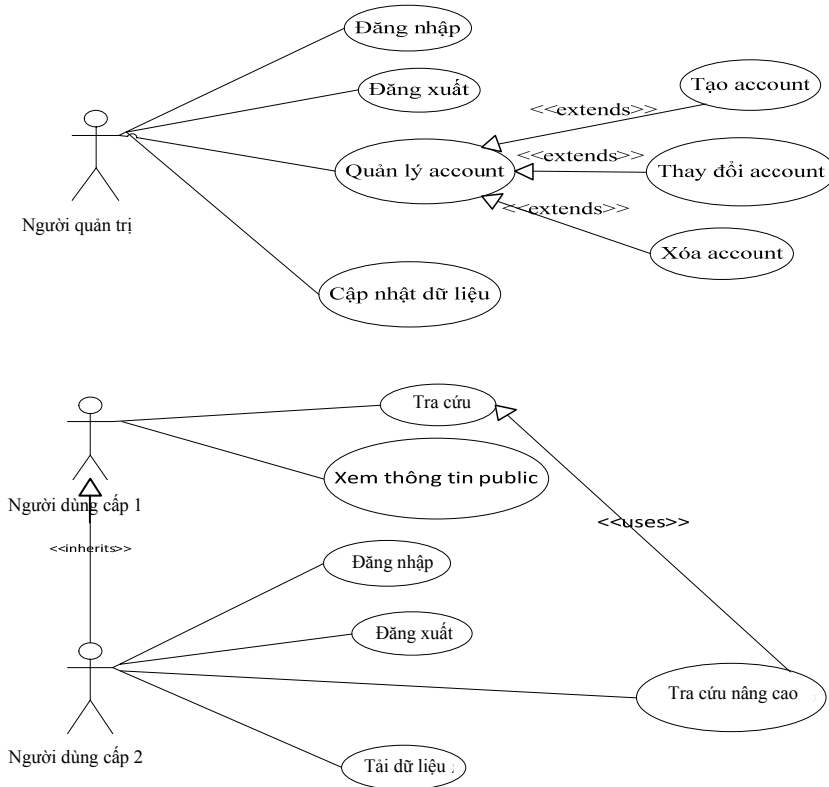 Đăng nhập
Đăng xuất
Tạo account
<<extends>>
Quản lý account
<<extends>>
Thay đổi account
<<extends>>
Người quản trị
Xóa account
Cập nhật dữ liệu
Tra cứu
Xem thông tin public
Người dùng cấp 1
<<uses>>
<<inherits>>
Đăng nhập
Đăng xuất
Tra cứu nâng cao
Người dùng cấp 2
Tải dữ liệu